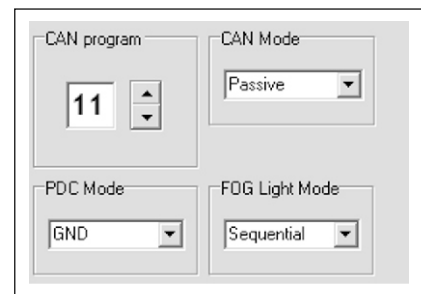 CAN program
11
CAN Mode
Passive
PDC Mode
GND
FOG Light Mode
Sequential